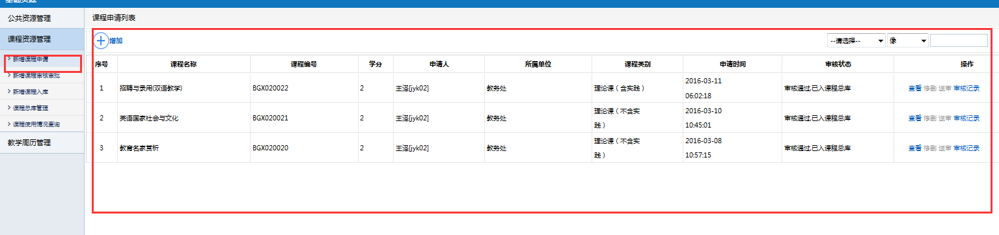 基础资源
公共资源管理
课程资源管理
新增课程申请
新增课程审核审批
新增课程入库
课程总库管理
课程使用情况查询
教学周历管理
课程申请列表
增加 --请选择-- 像
序号 课程名称 课程编号 学分 申请人 所属单位 课程类别 申请时间 审核状态 操作
1 招聘与录用(双语教学) BGX020022 2 王泽[jyk02] 教务处 理论课（含实践） 2016-03-11 06:02:18 审核通过,已入课程总库 查看 修删 送审 审核记录
2 英语国家社会与文化 BGX020021 2 王泽[jyk02] 教务处 理论课（不含实践） 2016-03-10 10:45:01 审核通过,已入课程总库 查看 修删 送审 审核记录
3 教育名家赏析 BGX020020 2 王泽[jyk02] 教务处 理论课（不含实践） 2016-03-08 10:57:15 审核通过,已入课程总库 查看 修删 送审 审核记录